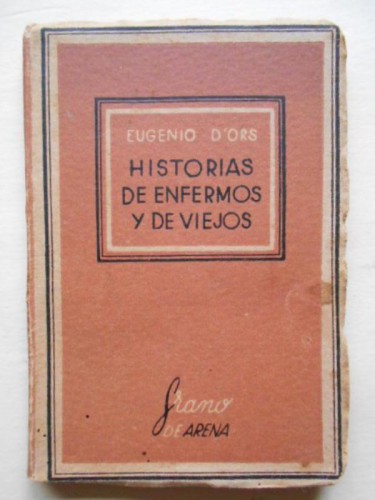 EUGENIO D'ORS
HISTORIAS
DE ENFERMOS
Y DE VIEJOS
Grano
DE ARENA